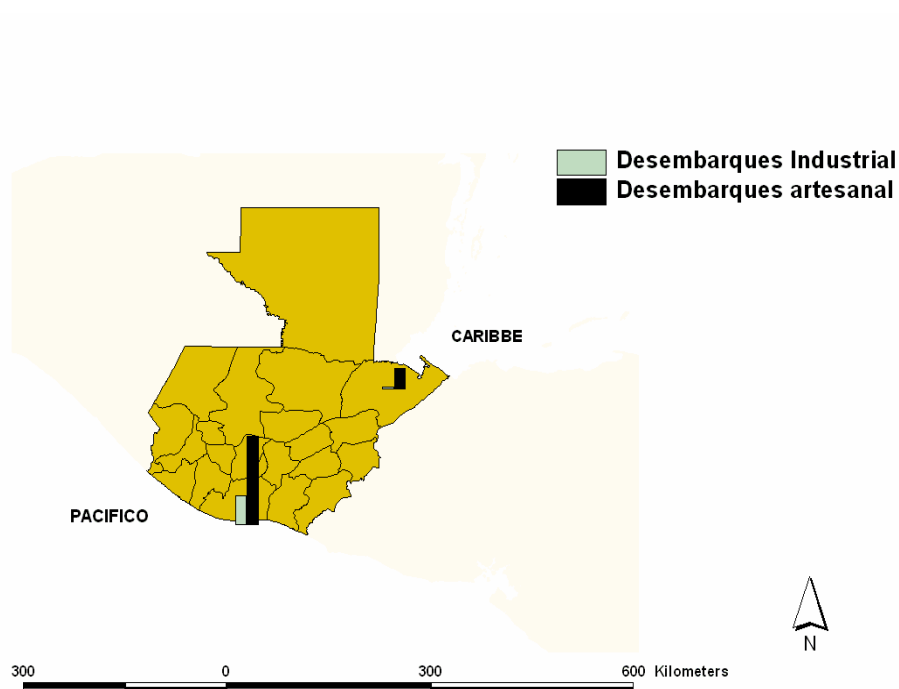 Desembarques Industrial
Desembarques artesanal
CARIBBE
PACIFICO
N
300 0 300 600 Kilometers